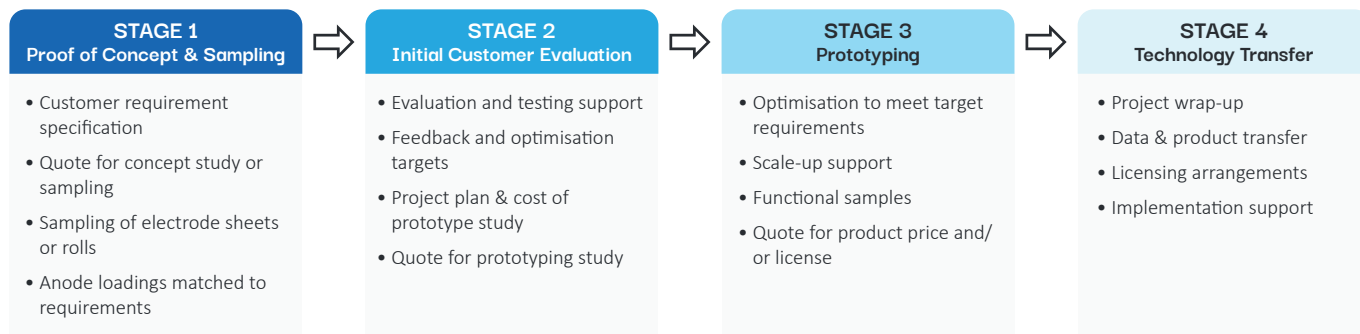 STAGE 1
Proof of Concept & Sampling
• Customer requirement
specification
• Quote for concept study or
sampling
• Sampling of electrode sheets
or rolls
• Anode loadings matched to
requirements
STAGE 2
Initial Customer Evaluation
• Evaluation and testing support
• Feedback and optimisation
targets
• Project plan & cost of
prototype study
• Quote for prototyping study
STAGE 3
Prototyping
• Optimisation to meet target
requirements
• Scale-up support
• Functional samples
• Quote for product price and/
or license
STAGE 4
Technology Transfer
• Project wrap-up
• Data & product transfer
• Licensing arrangements
• Implementation support